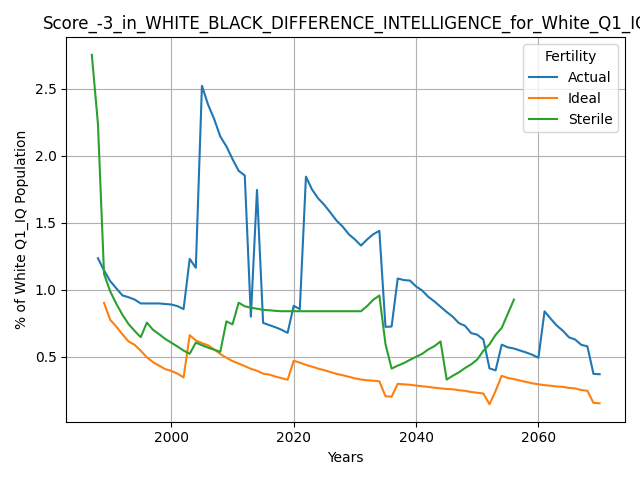 Score_-3_in_WHITE_BLACK_DIFFERENCE_INTELLIGENCE_for_White_Q1_IQ
Fertility
Actual
Ideal
Sterile
% of White Q1_IQ Population
2.5
2.0
1.5
1.0
0.5
2000
2020
2040
2060
Years